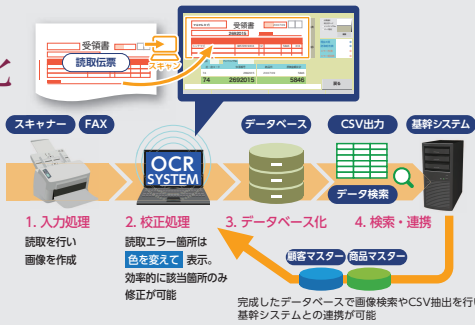 化
受領書
読取伝票
スキャン
受領書
2692015
74 2692015 5846
戻る
スキャナー FAX
データベース
CSV出力
基幹システム
OCR
SYSTEM
データ検索
1. 入力処理
読取を行い
画像を作成
2. 校正処理
読取エラー箇所は
色を変えて 表示。
効率的に該当箇所のみ
修正が可能
3. データベース化
4. 検索・連携
顧客マスター 商品マスター
完成したデータベースで画像検索やCSV抽出を行い
基幹システムとの連携が可能